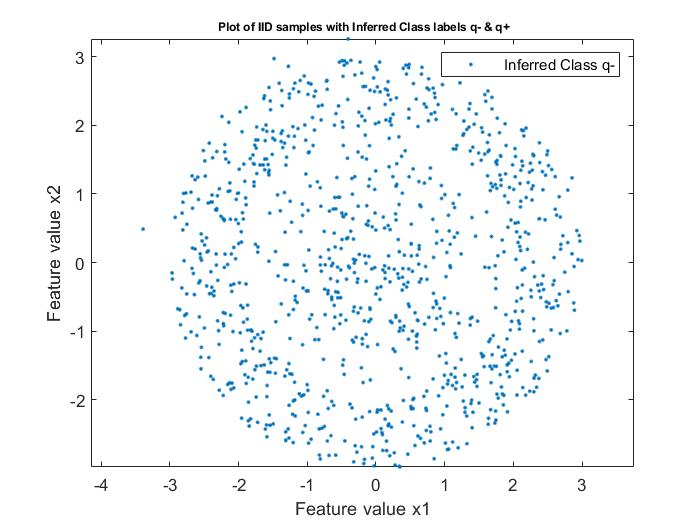 Plot of IID samples with Inferred Class labels q- & q+
Inferred Class q-
3
2
1
0
-1
-2
Feature value x2
-4 -3 -2 -1 0 1 2 3
Feature value x1